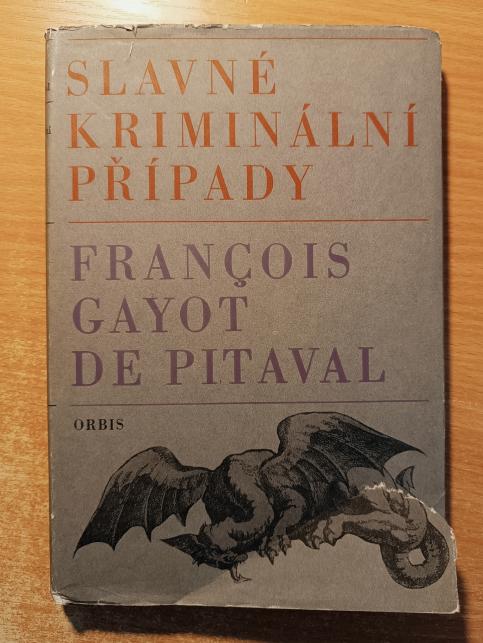 SLAVNÉ
KRIMINÁLNÍ
PŘÍPADY
FRANÇOIS
GAYOT
DE PITAVAL
ORBIS